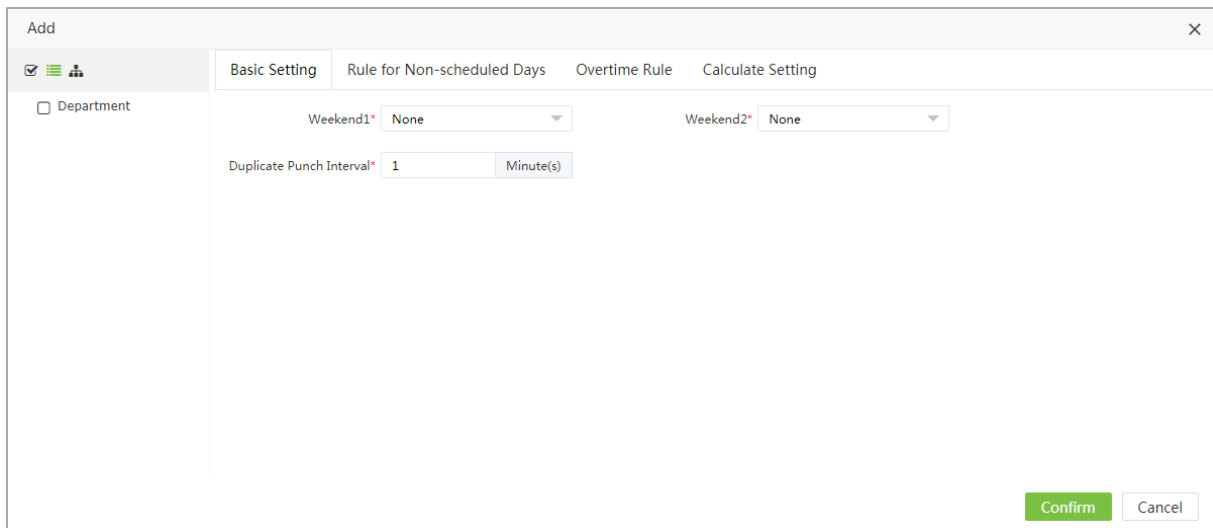 Add
Basic Setting Rule for Non-scheduled Days Overtime Rule Calculate Setting
Department
Weekend1* None Weekend2* None
Duplicate Punch Interval* 1 Minute(s)
Confirm Cancel